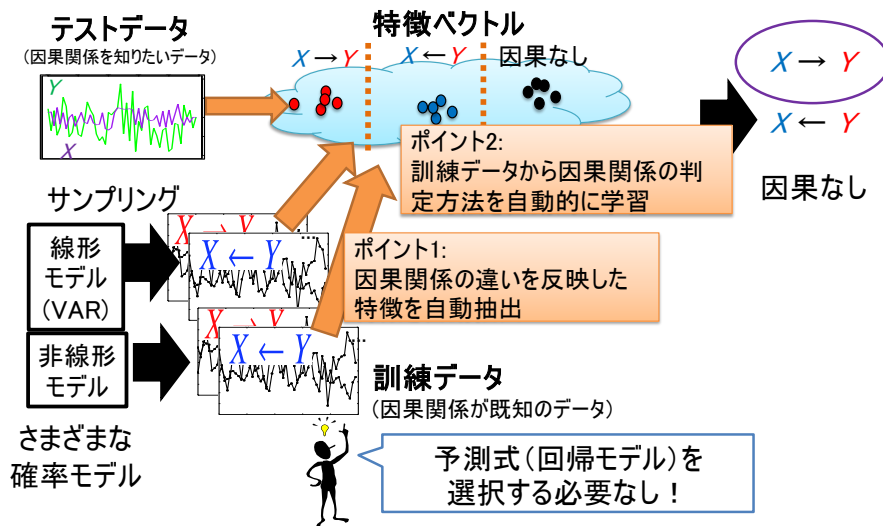 テストデータ
(因果関係を知りたいデータ)
Y
X
特徴ベクトル
X → Y
X ← Y
因果なし
X → Y
X ← Y
因果なし
ポイント2:
訓練データから因果関係の判
定方法を自動的に学習
ポイント1:
因果関係の違いを反映した
特徴を自動抽出
サンプリング
線形
モデル
(VAR)
非線形
モデル
さまざまな
確率モデル
X
...
X ← Y
X
...
X ← Y
訓練データ
(因果関係が既知のデータ)
予測式(回帰モデル)を
選択する必要なし!